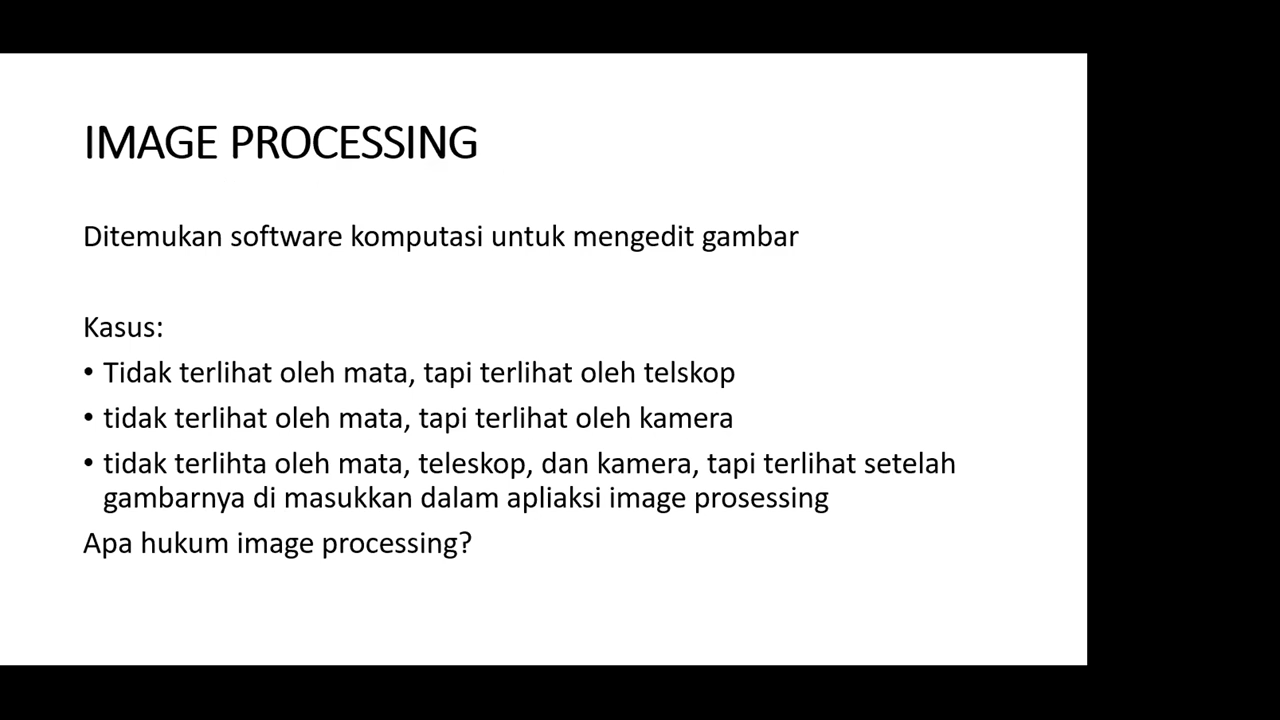 IMAGE PROCESSING
Ditemukan software komputasi untuk mengedit gambar
Kasus:
• Tidak terlihat oleh mata, tapi terlihat oleh telskop
• tidak terlihat oleh mata, tapi terlihat oleh kamera
• tidak terlihta oleh mata, teleskop, dan kamera, tapi terlihat setelah
gambarnya di masukkan dalam apliaksi image prosessing
Apa hukum image processing?